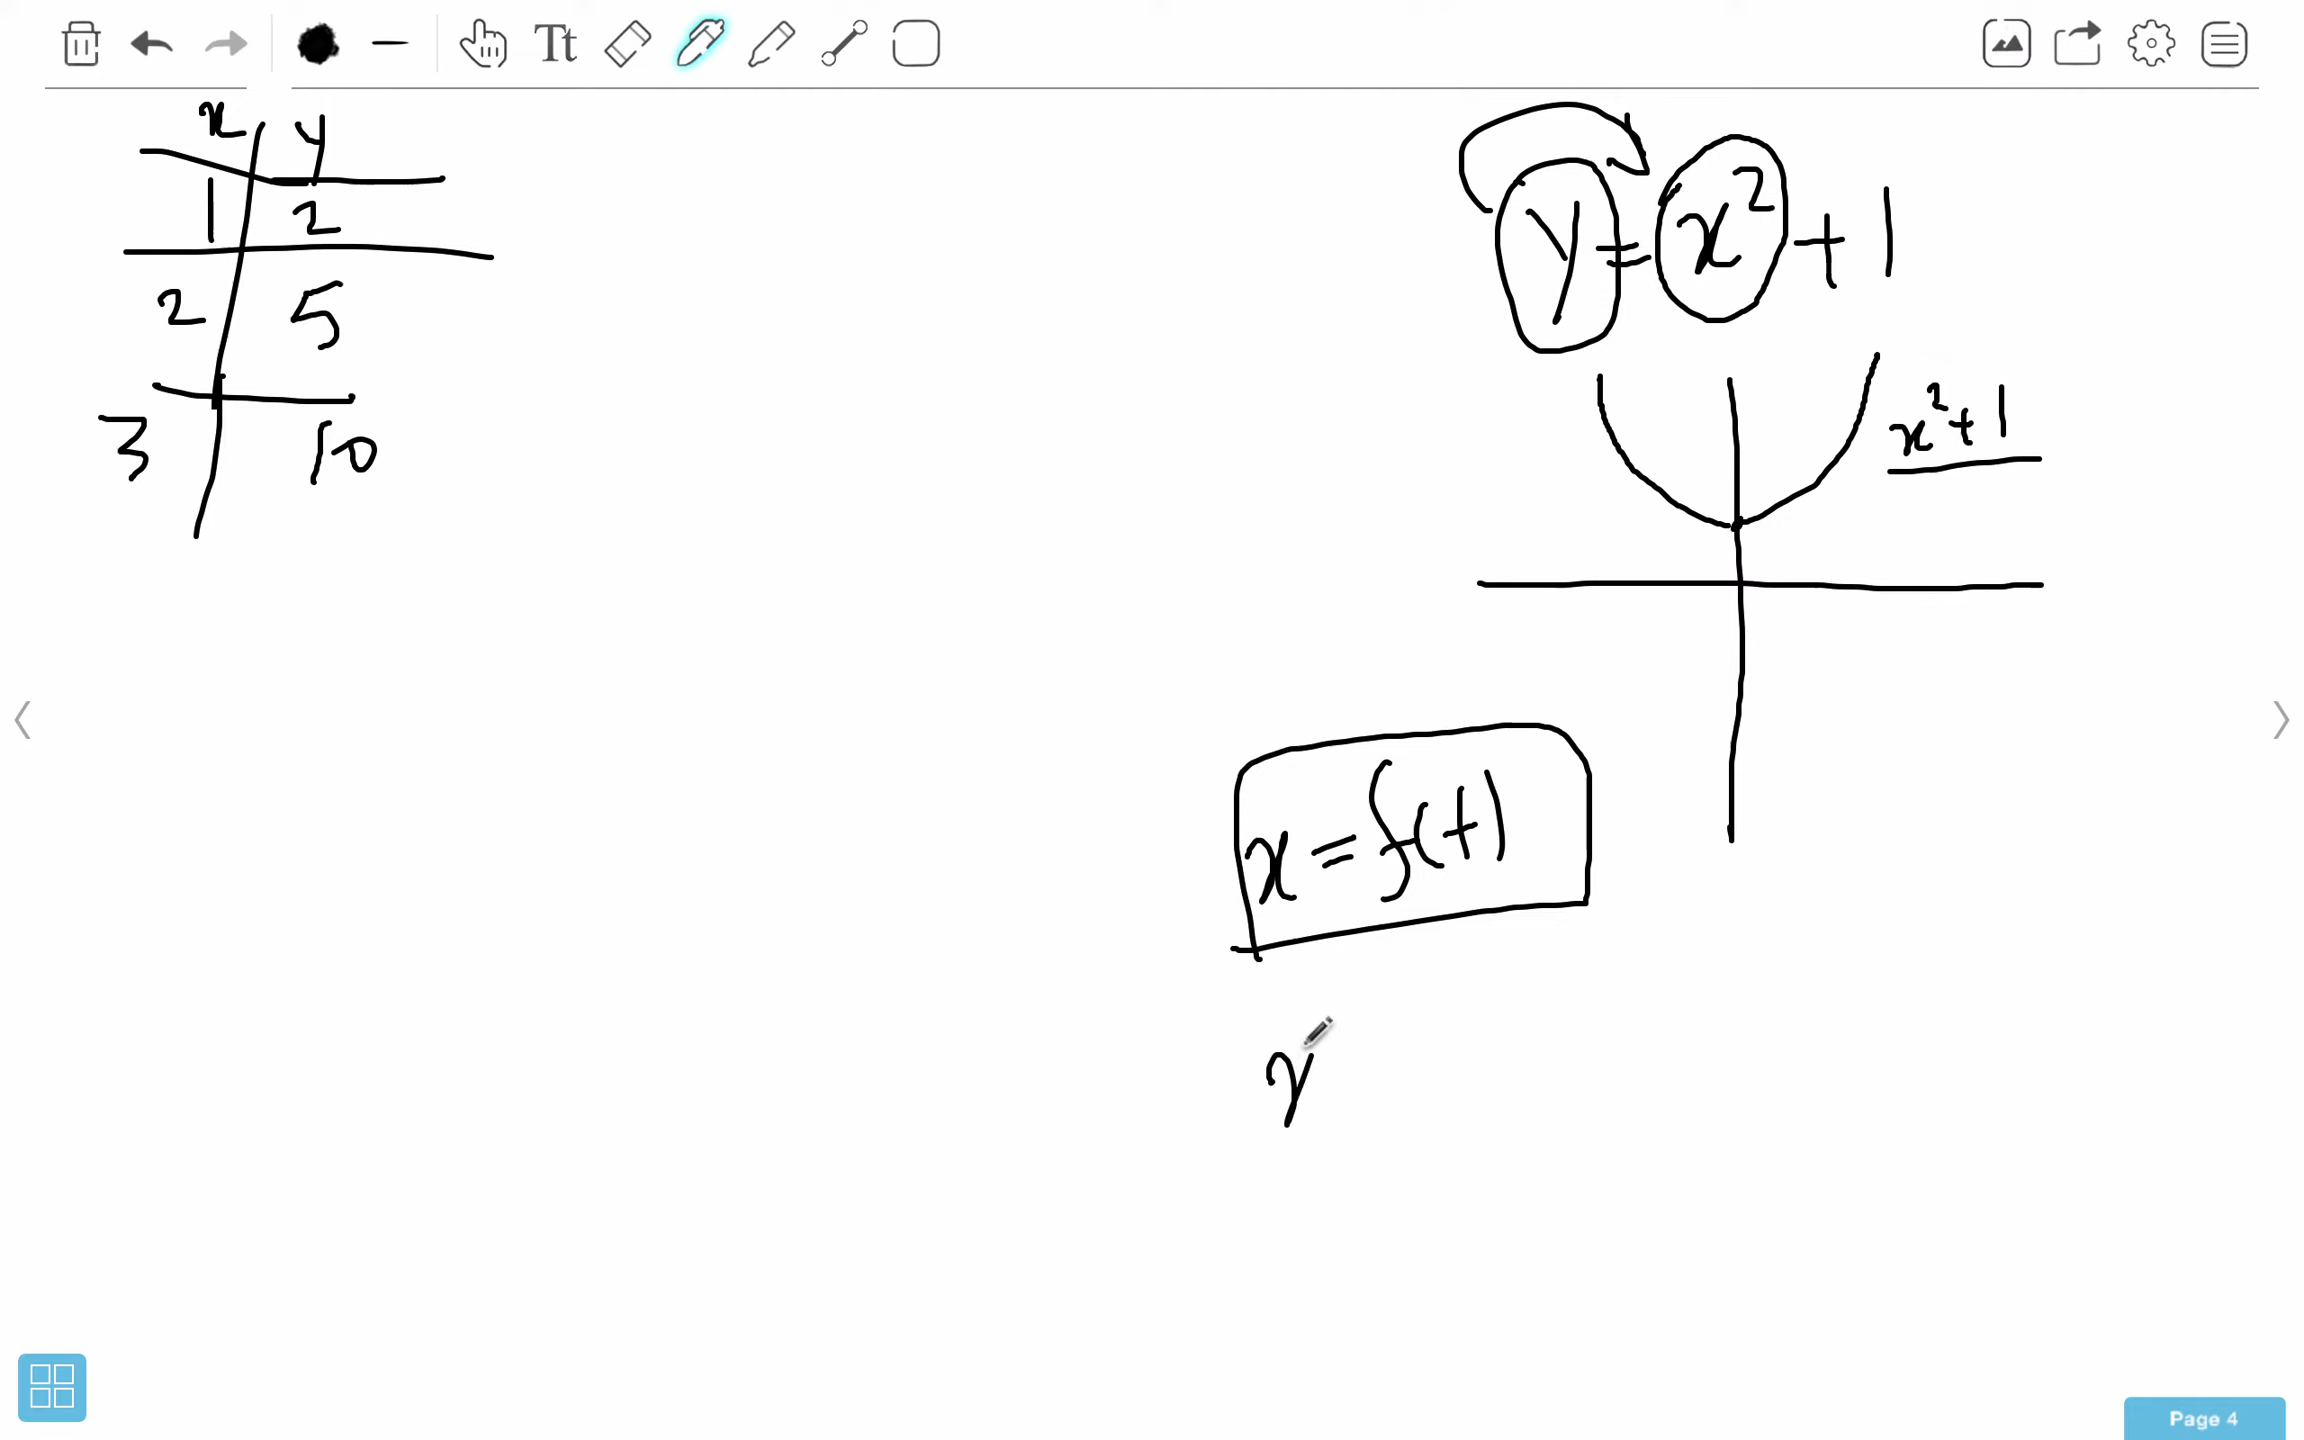 Tt
x y
1 2
2 5
3 10
y = x² + 1
x² + 1
x = f(t)
y
Page 4